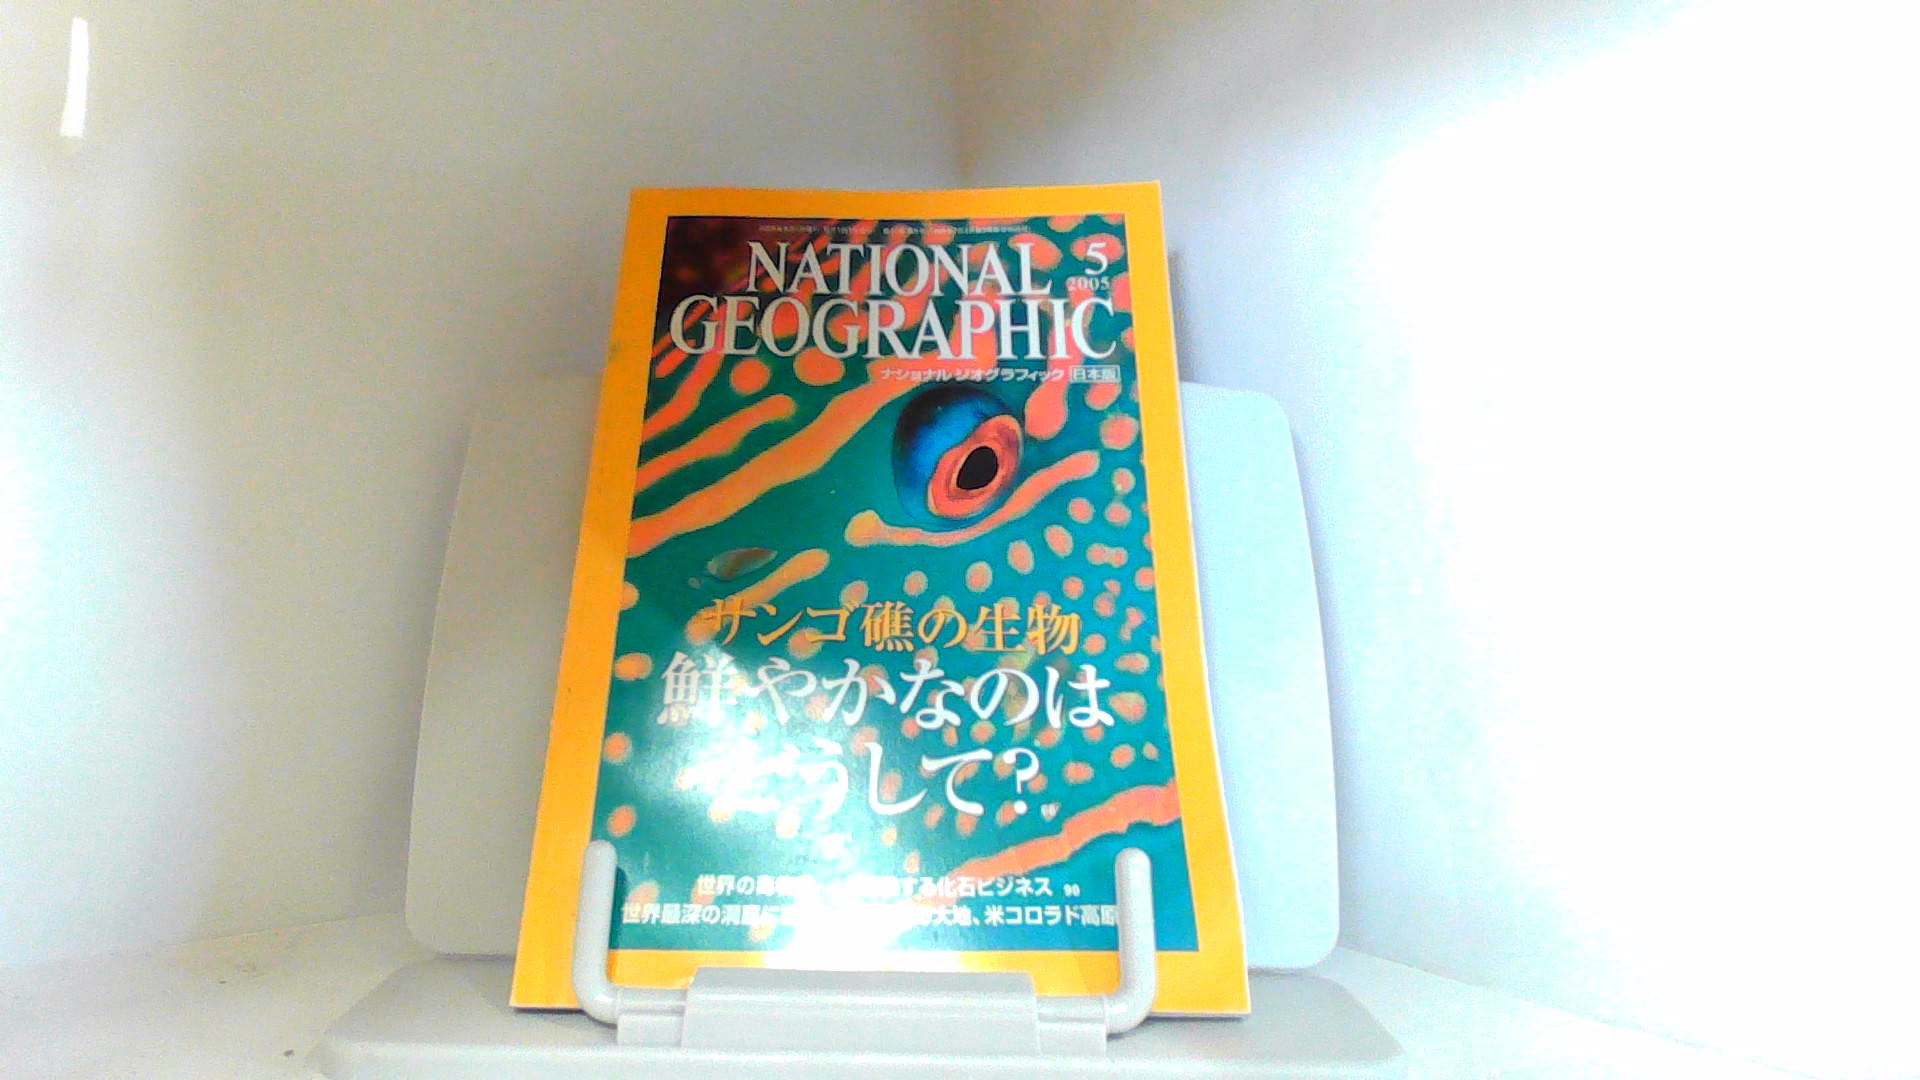 NATIONAL
5
2005
GEOGRAPHIC
ナショナル ジオグラフィック 日本版
サンゴ礁の生物
鮮やかなのは
どうして?
世界の する化石ビジネス 90
世界最深の洞窟に 大地、米コロラド高原